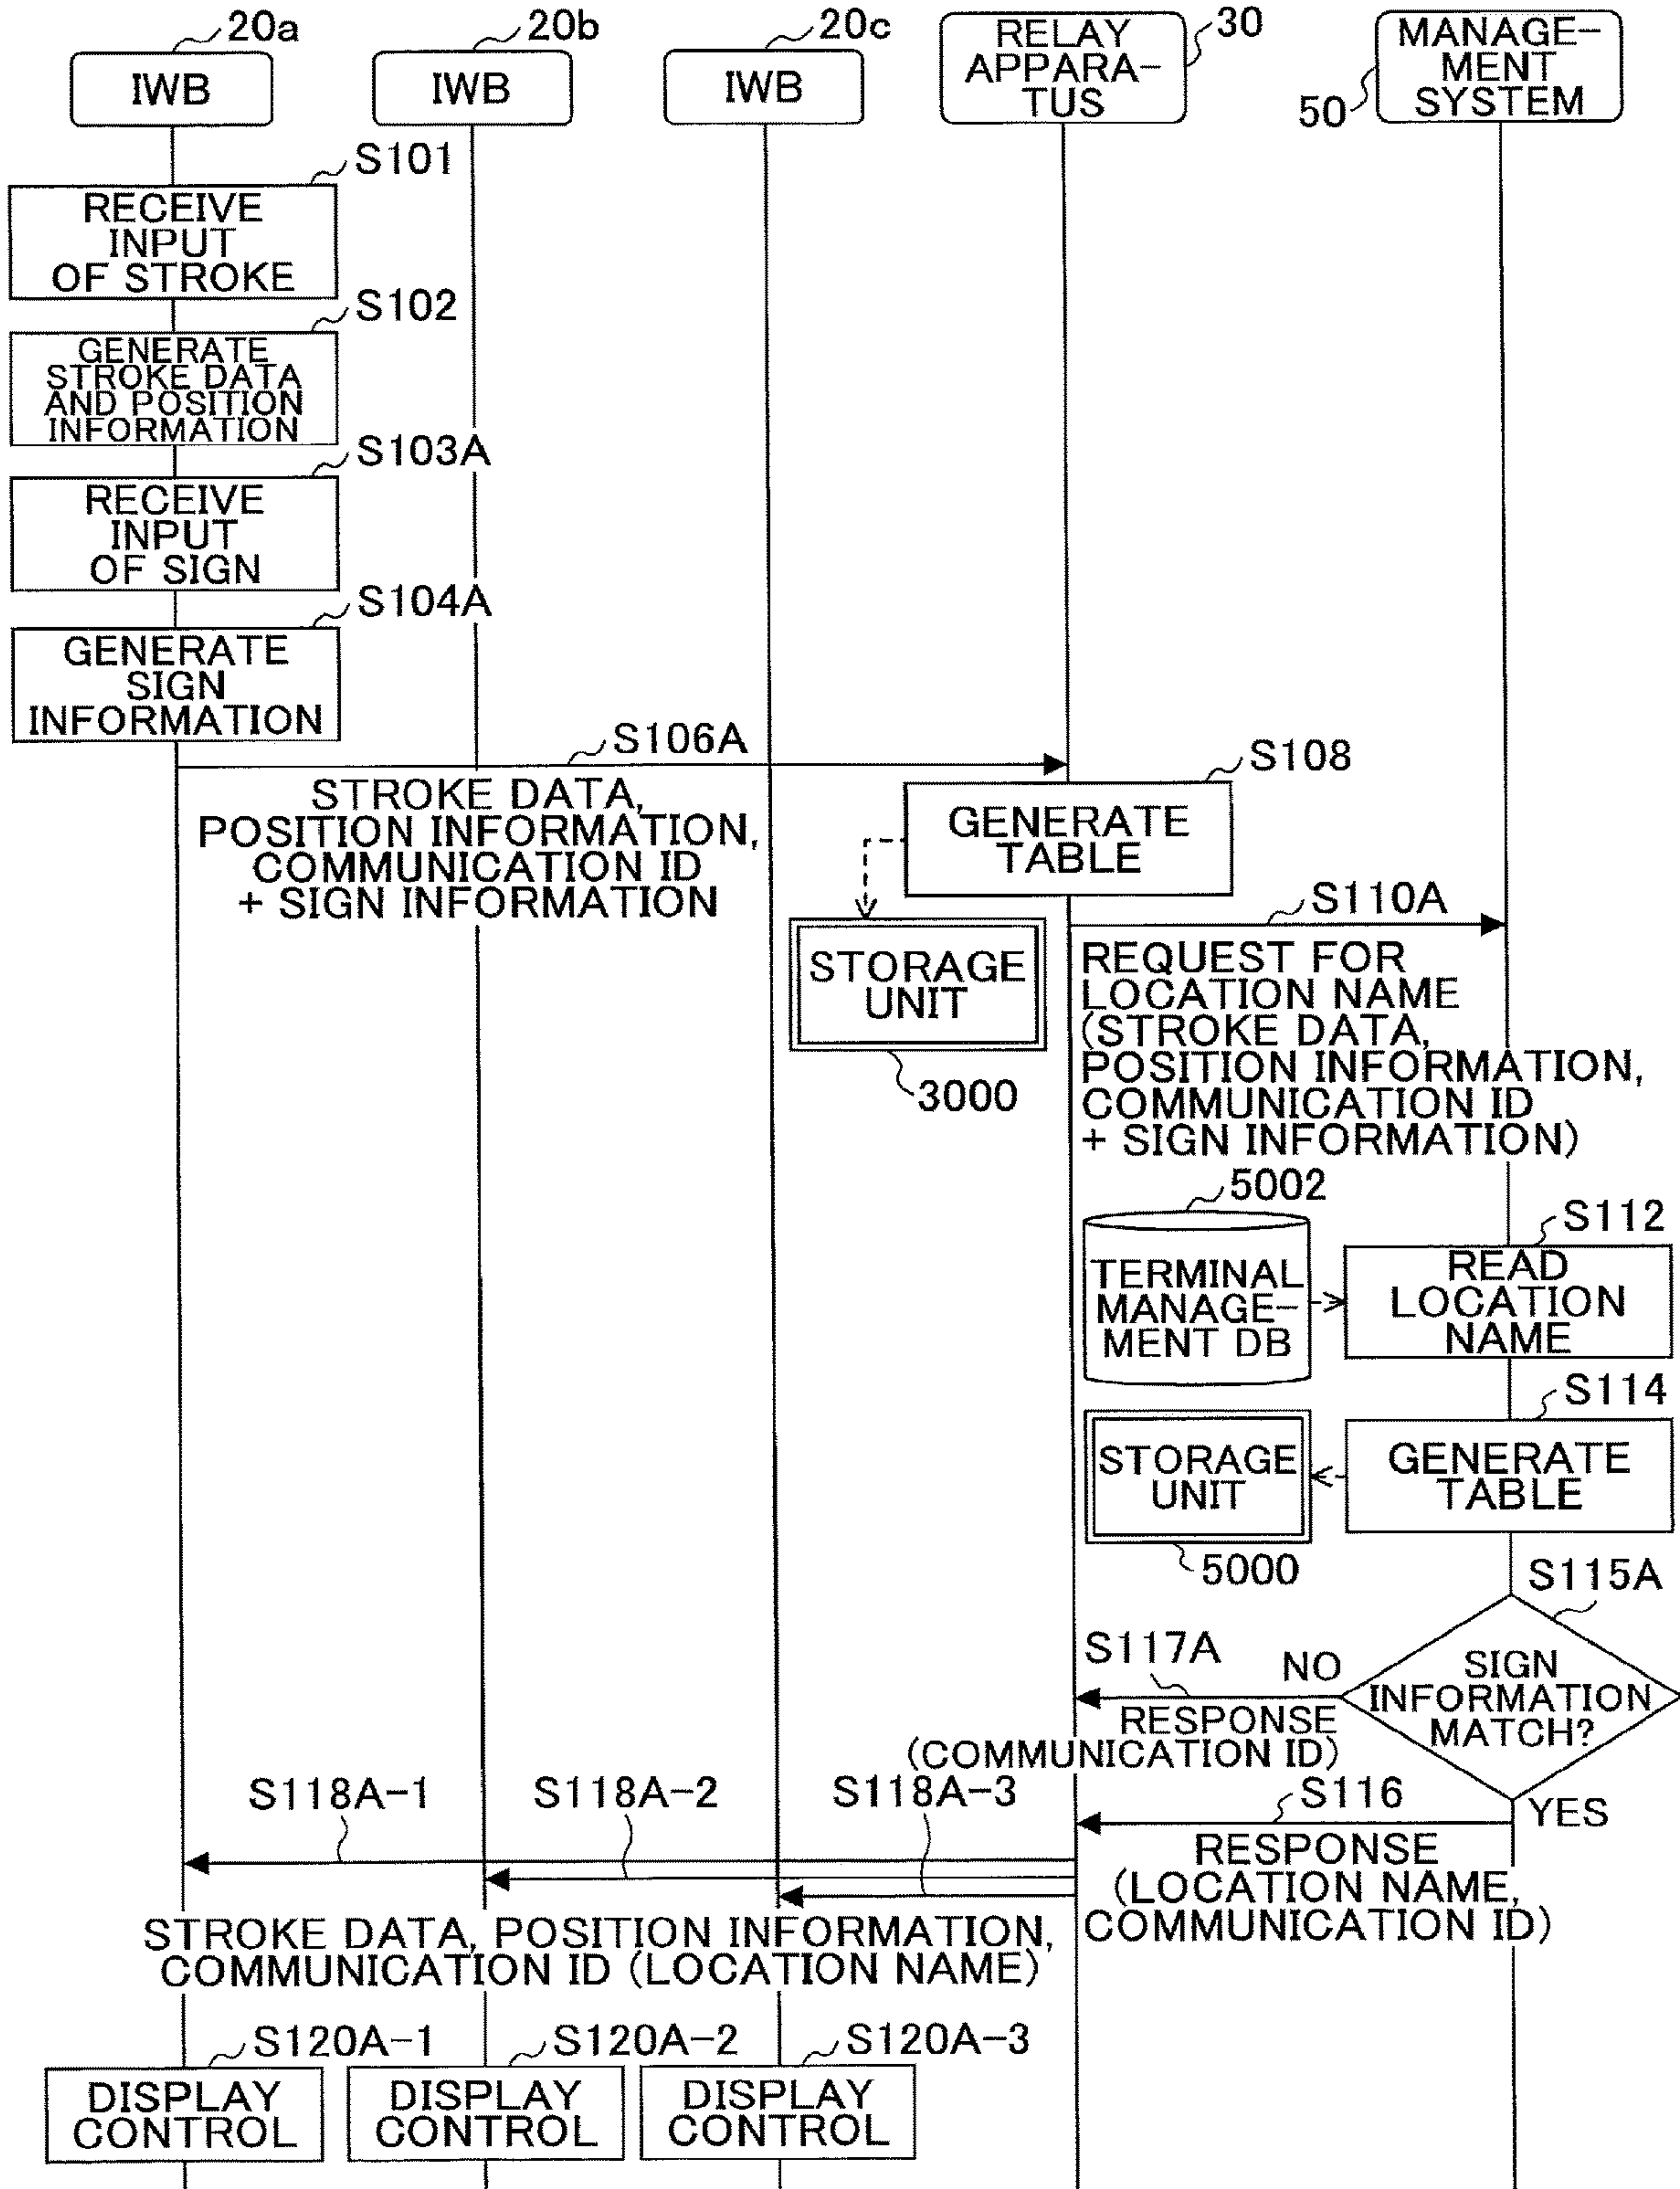 20a
20b
20c
30
50
IWB
IWB
IWB
RELAY
APPARA-
TUS
MANAGE-
MENT
SYSTEM
S101
RECEIVE
INPUT
OF STROKE
S102
GENERATE
STROKE DATA
AND POSITION
INFORMATION
S103A
RECEIVE
INPUT
OF SIGN
S104A
GENERATE
SIGN
INFORMATION
S106A
STROKE DATA,
POSITION INFORMATION,
COMMUNICATION ID
+ SIGN INFORMATION
S108
GENERATE
TABLE
STORAGE
UNIT
3000
S110A
REQUEST FOR
LOCATION NAME
(STROKE DATA,
POSITION INFORMATION,
COMMUNICATION ID
+ SIGN INFORMATION)
5002
TERMINAL
MANAGE-
MENT DB
S112
READ
LOCATION
NAME
S114
GENERATE
TABLE
STORAGE
UNIT
5000
S115A
SIGN
INFORMATION
MATCH?
NO
S117A
RESPONSE
(COMMUNICATION ID)
YES
S116
RESPONSE
(LOCATION NAME,
COMMUNICATION ID)
S118A-1
S118A-2
S118A-3
STROKE DATA, POSITION INFORMATION,
COMMUNICATION ID (LOCATION NAME)
S120A-1
S120A-2
S120A-3
DISPLAY
CONTROL
DISPLAY
CONTROL
DISPLAY
CONTROL